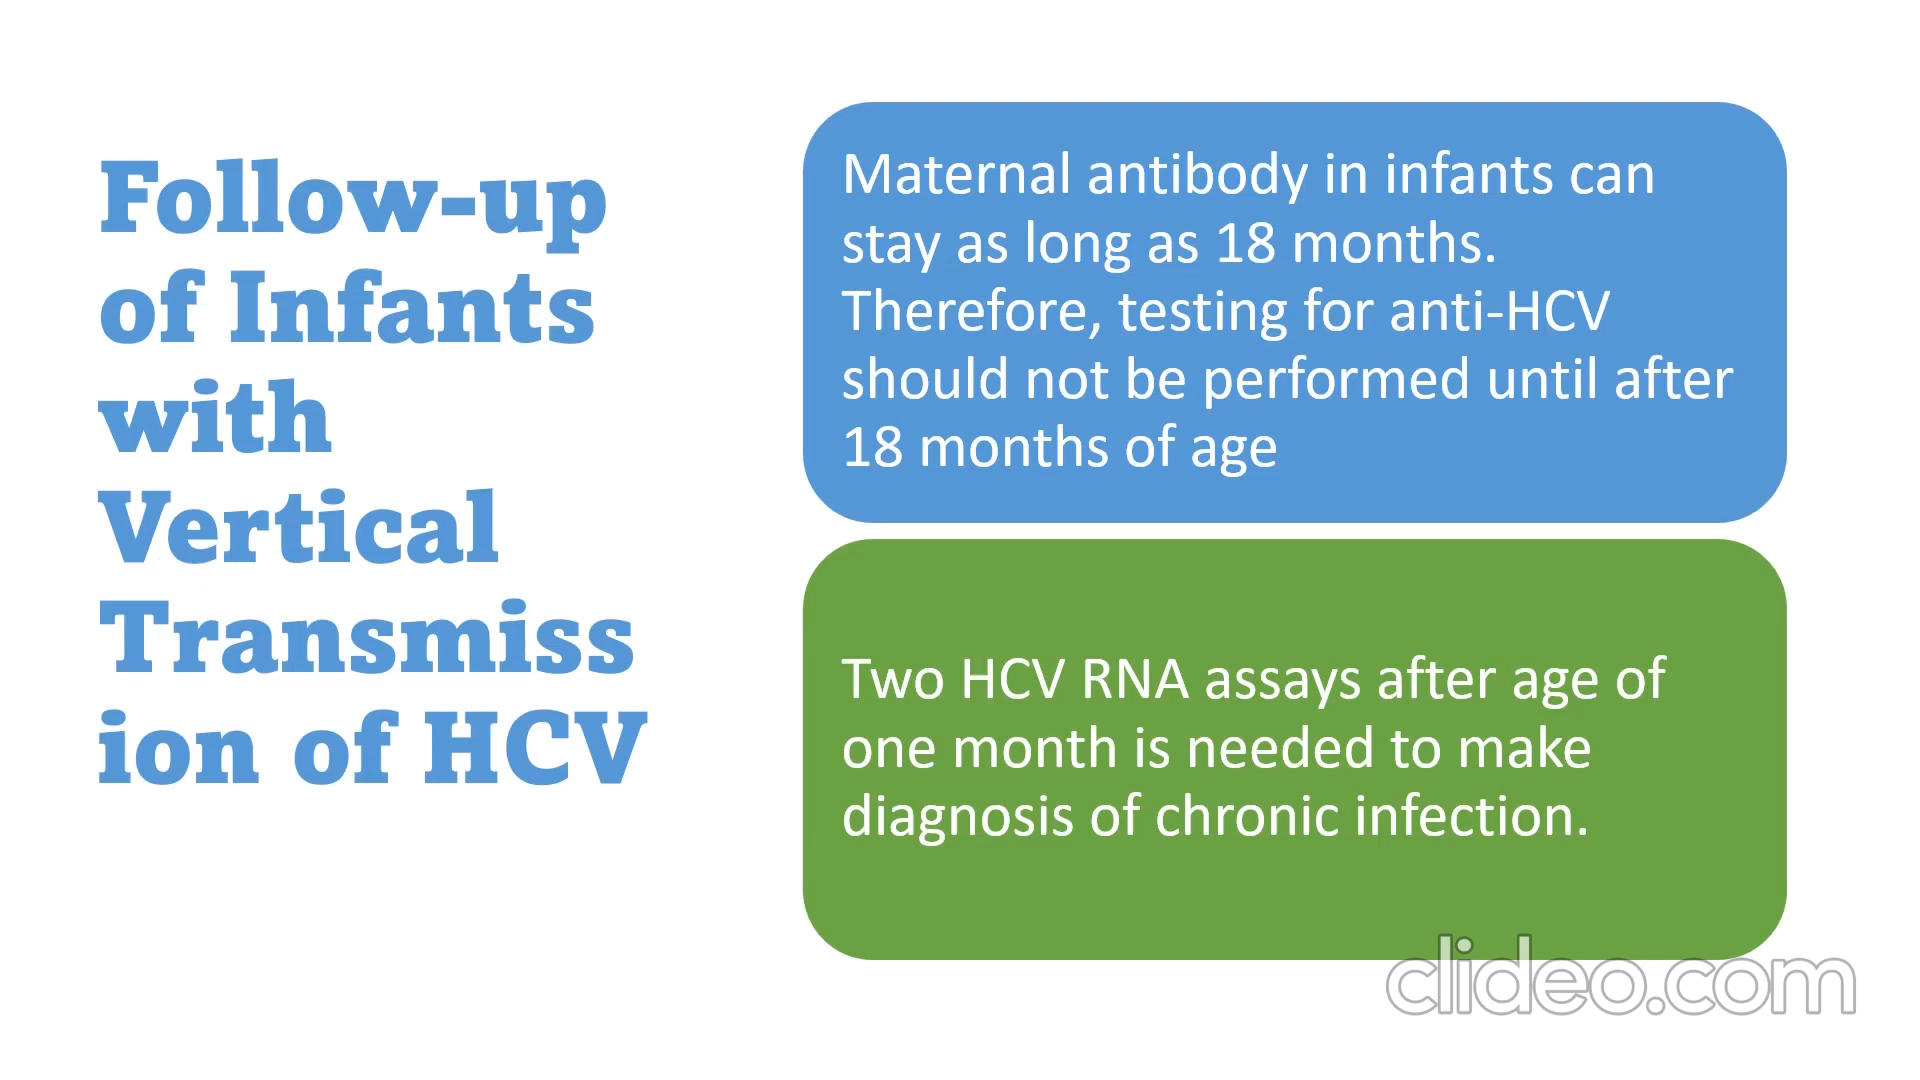 Follow-up
of Infants
with
Vertical
Transmiss
ion of HCV
Maternal antibody in infants can
stay as long as 18 months.
Therefore, testing for anti-HCV
should not be performed until after
18 months of age
Two HCV RNA assays after age of
one month is needed to make
diagnosis of chronic infection.
clideo.com